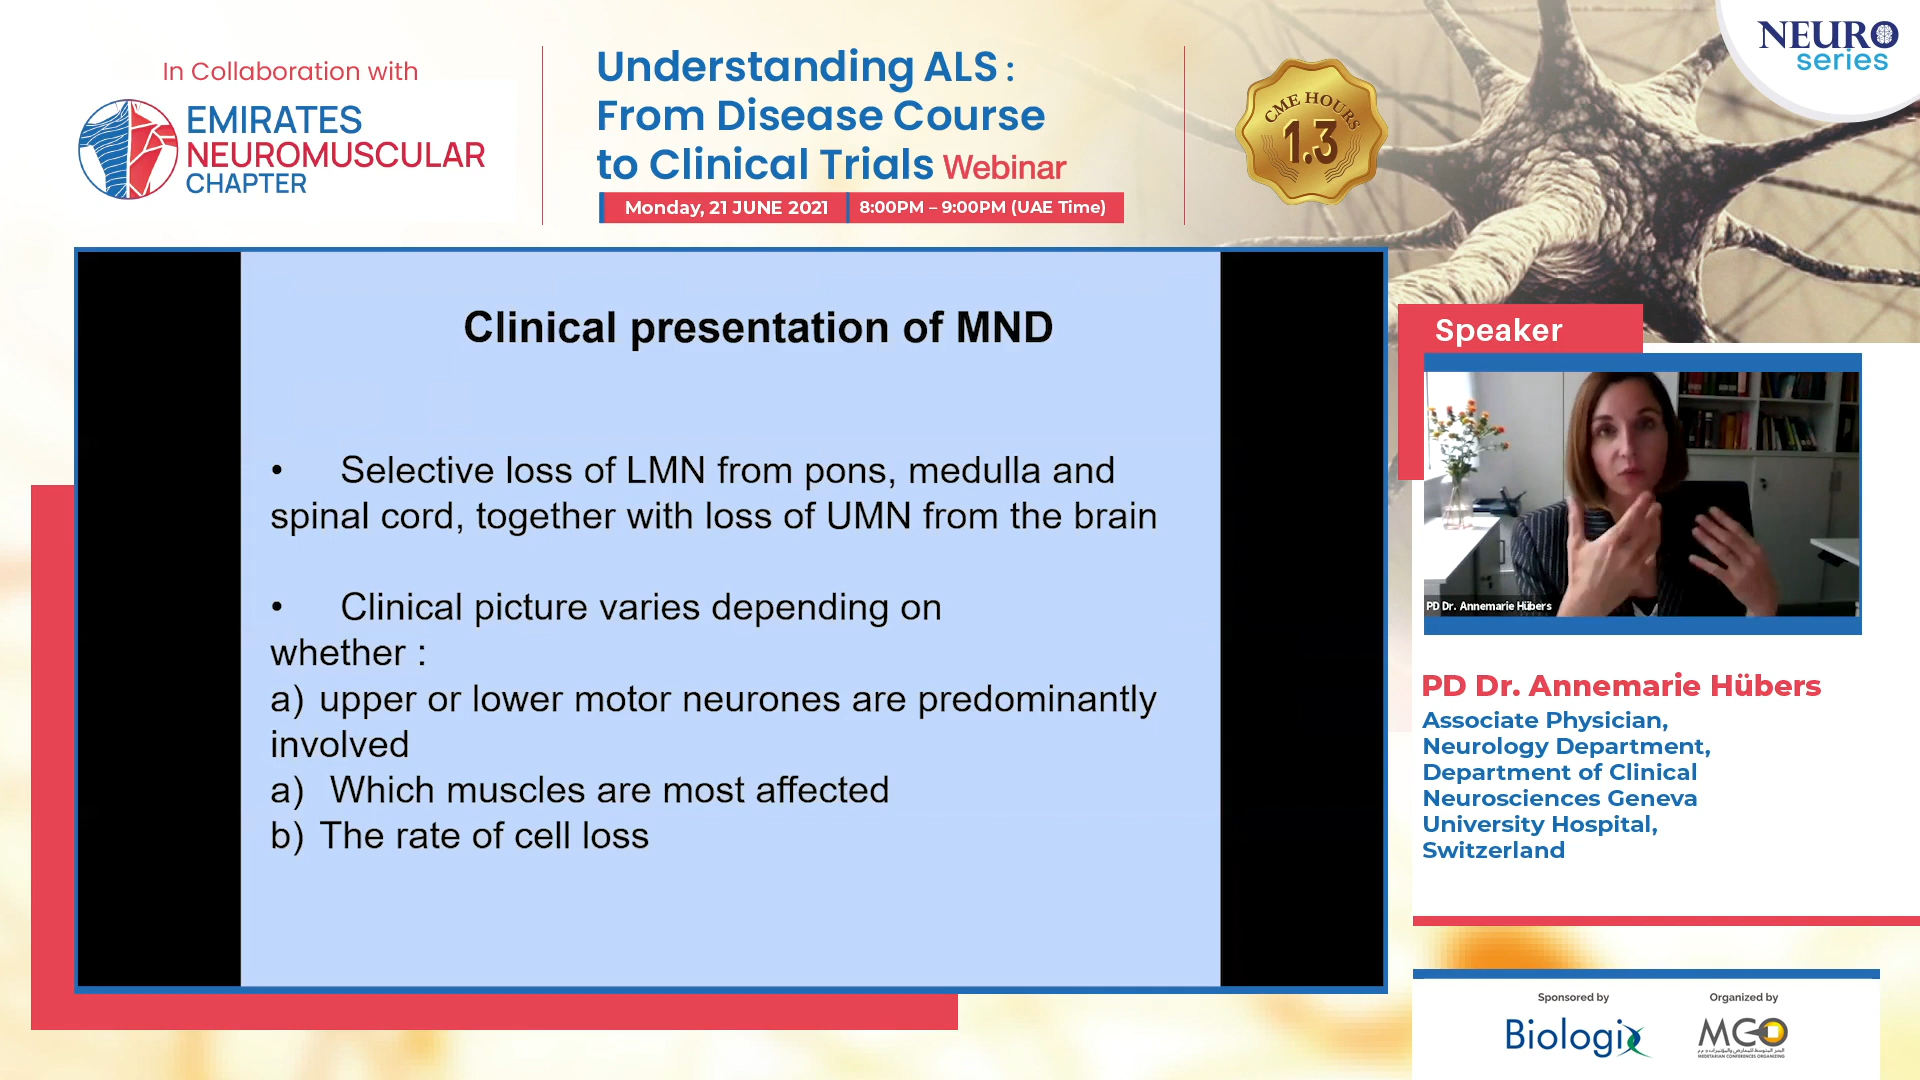 In Collaboration with
EMIRATES
NEUROMUSCULAR
CHAPTER
Understanding ALS :
From Disease Course
to Clinical Trials Webinar
Monday, 21 JUNE 2021 8:00PM – 9:00PM (UAE Time)
CME HOURS
1.3
NEURO
series
Clinical presentation of MND
• Selective loss of LMN from pons, medulla and
spinal cord, together with loss of UMN from the brain
• Clinical picture varies depending on
whether :
a) upper or lower motor neurones are predominantly
involved
a) Which muscles are most affected
b) The rate of cell loss
Speaker
PD Dr. Annemarie Hübers
PD Dr. Annemarie Hübers
Associate Physician,
Neurology Department,
Department of Clinical
Neurosciences Geneva
University Hospital,
Switzerland
Sponsored by
Biologix
Organized by
MCO